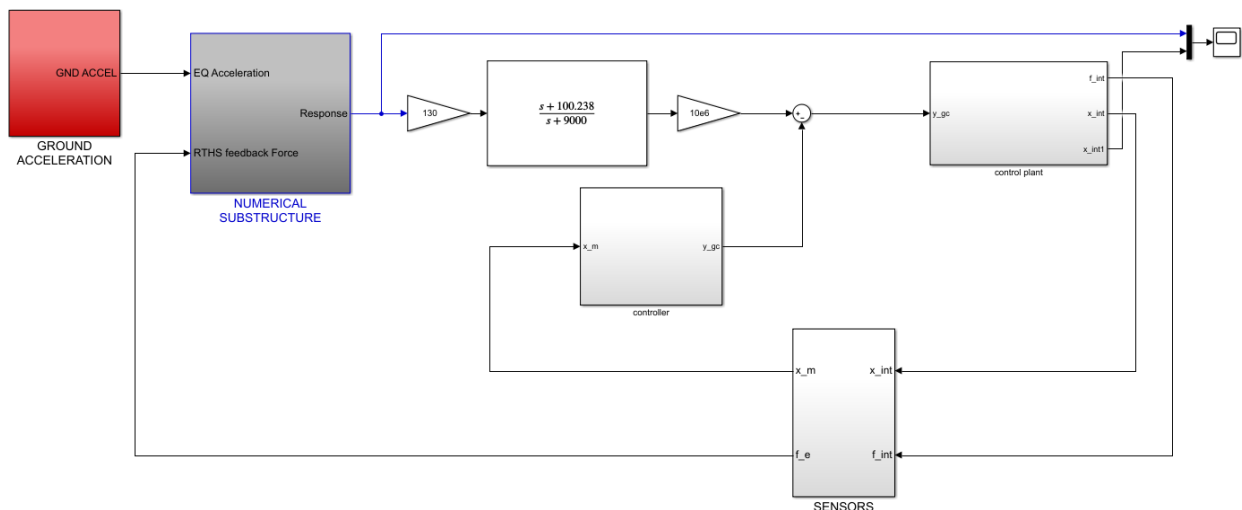 GND ACCEL
GROUND
ACCELERATION
EQ Acceleration
Response
RTHS feedback Force
NUMERICAL
SUBSTRUCTURE
130
s + 100.238
s + 9000
10e6
+
_
y_gc
f_int
x_int
x_int1
control plant
x_m
y_gc
controller
x_m
x_int
f_e
f_int
SENSORS